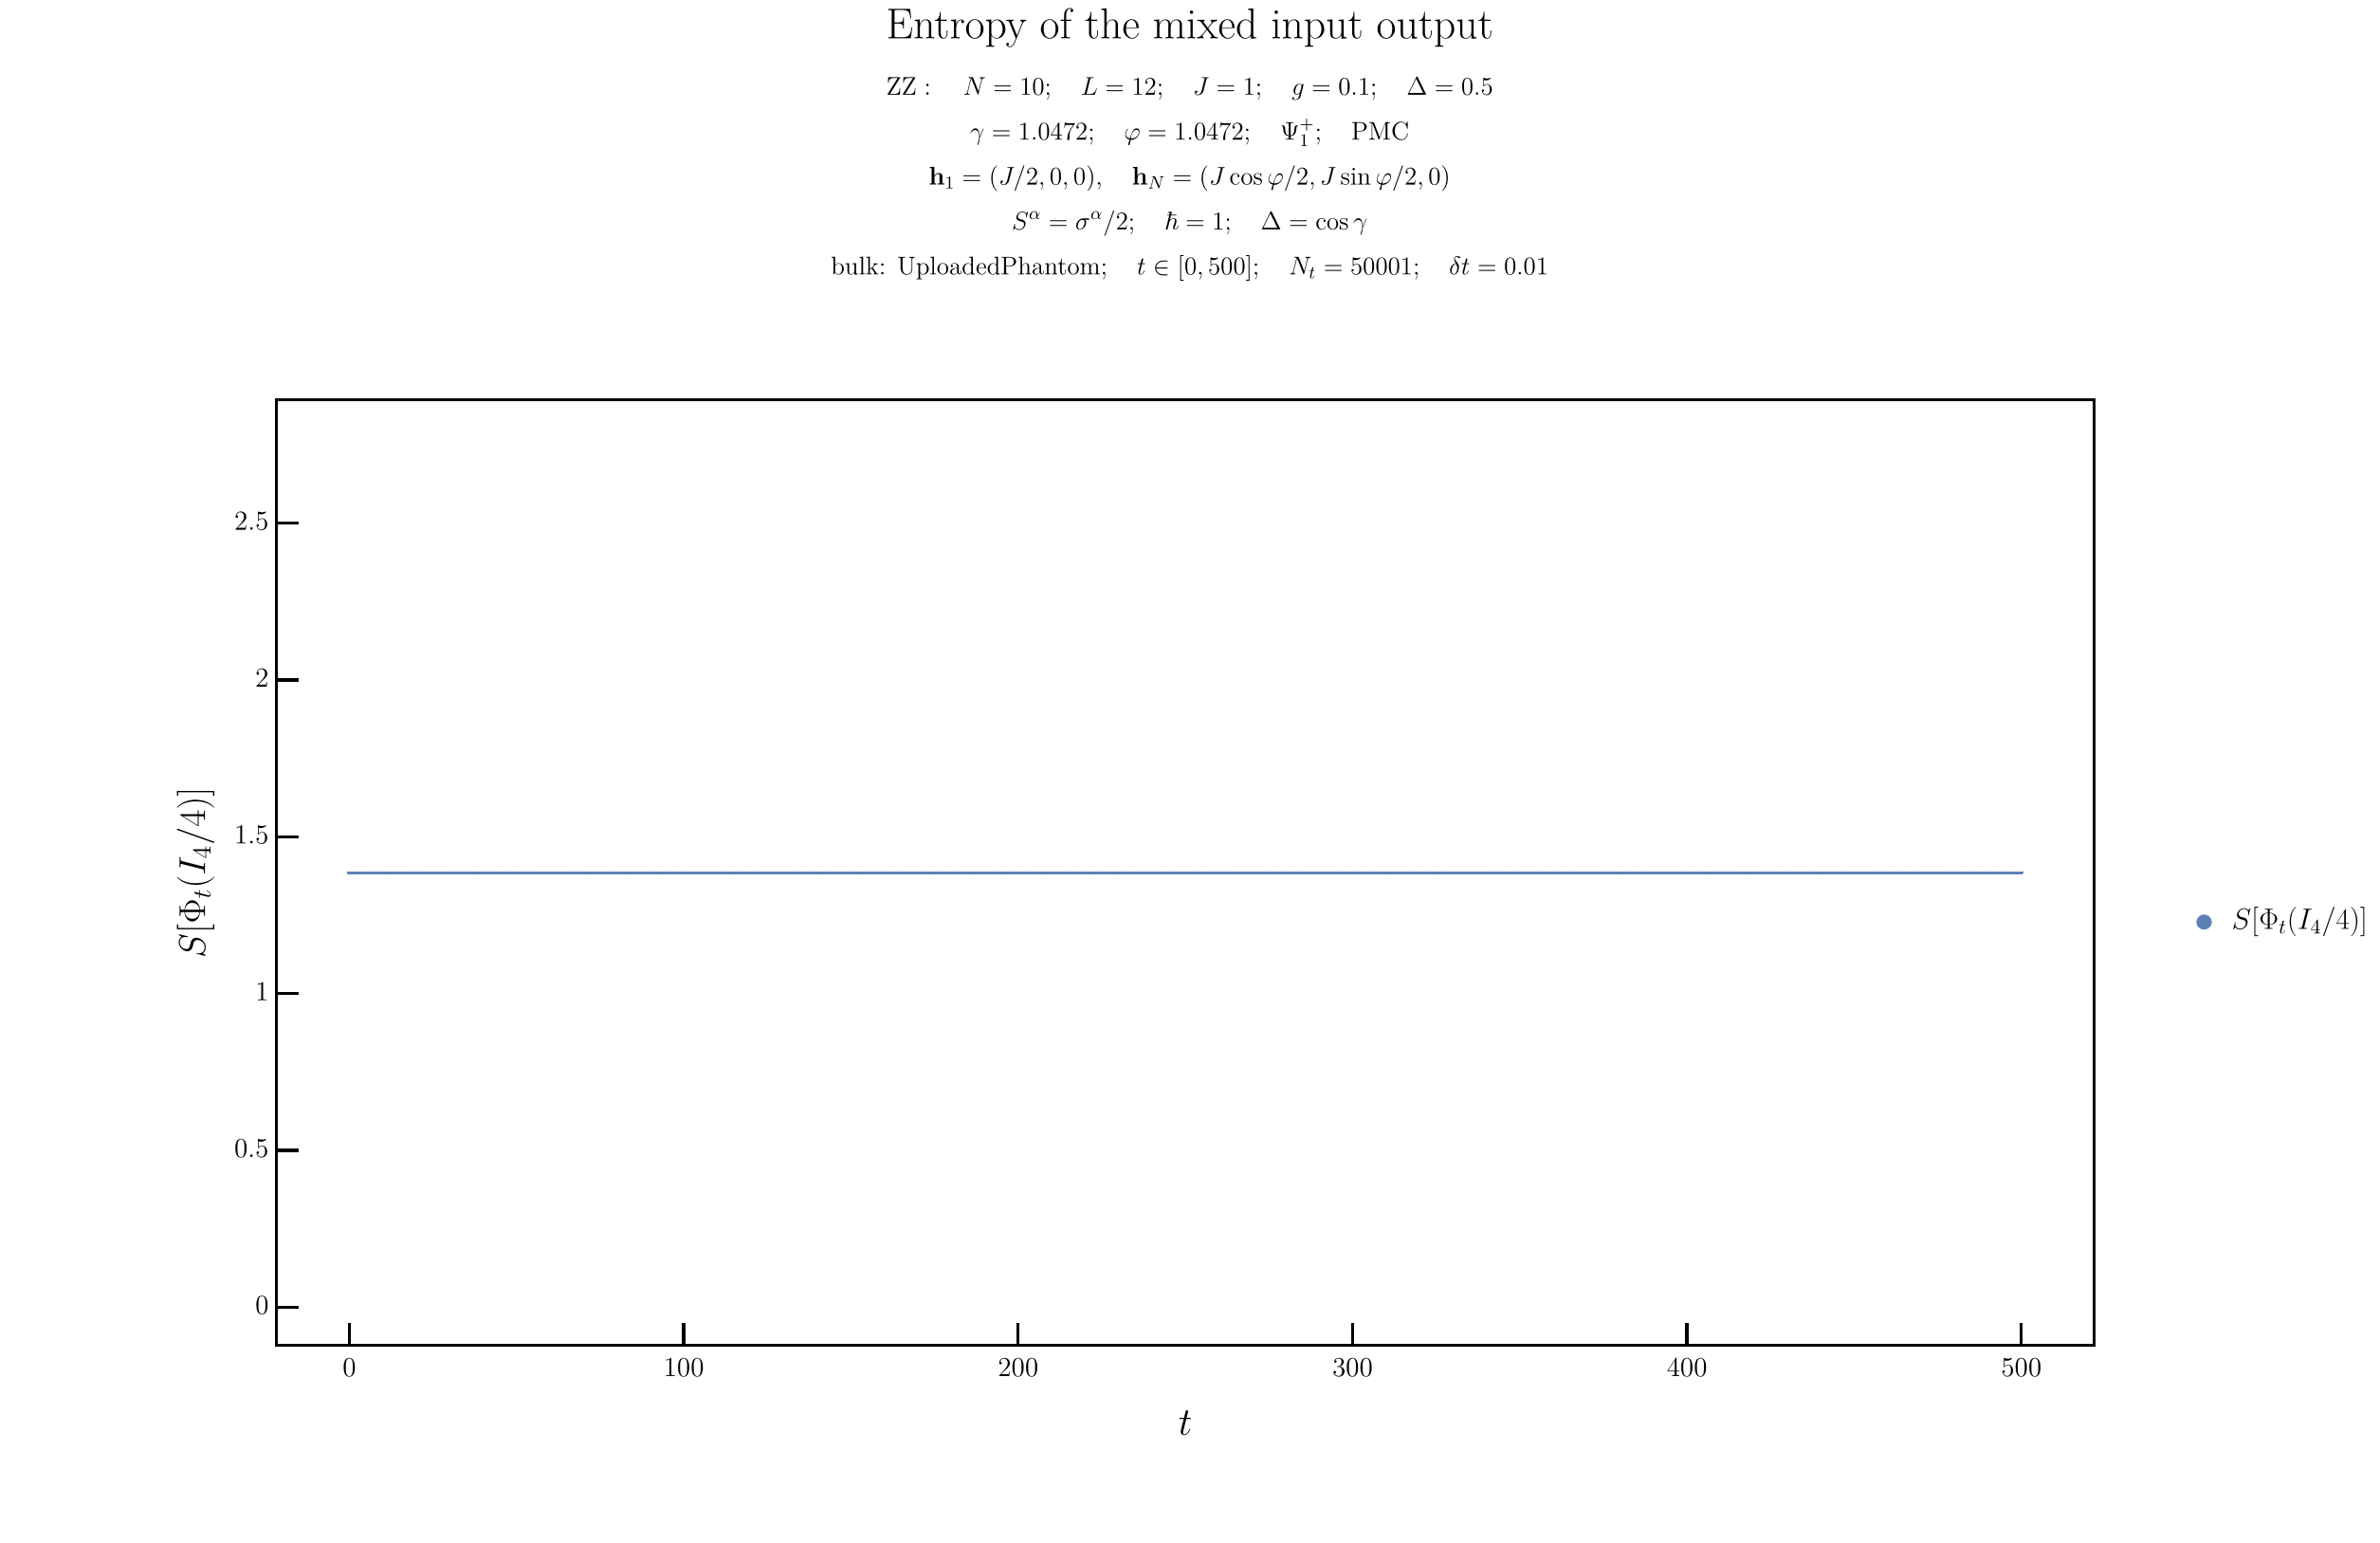 Entropy of the mixed input output
ZZ : N = 10; L = 12; J = 1; g = 0.1; Δ = 0.5
γ = 1.0472; φ = 1.0472; Ψ₁⁺; PMC
𝐡₁ = (J/2, 0, 0), 𝐡_N = (J cos φ/2, J sin φ/2, 0)
S^α = σ^α/2; ℏ = 1; Δ = cos γ
bulk: UploadedPhantom; t ∈ [0, 500]; N_t = 50001; δt = 0.01
2.5
2
1.5
1
0.5
0
S[Φ_t(I₄/4)]
0 100 200 300 400 500
t
S[Φ_t(I₄/4)]